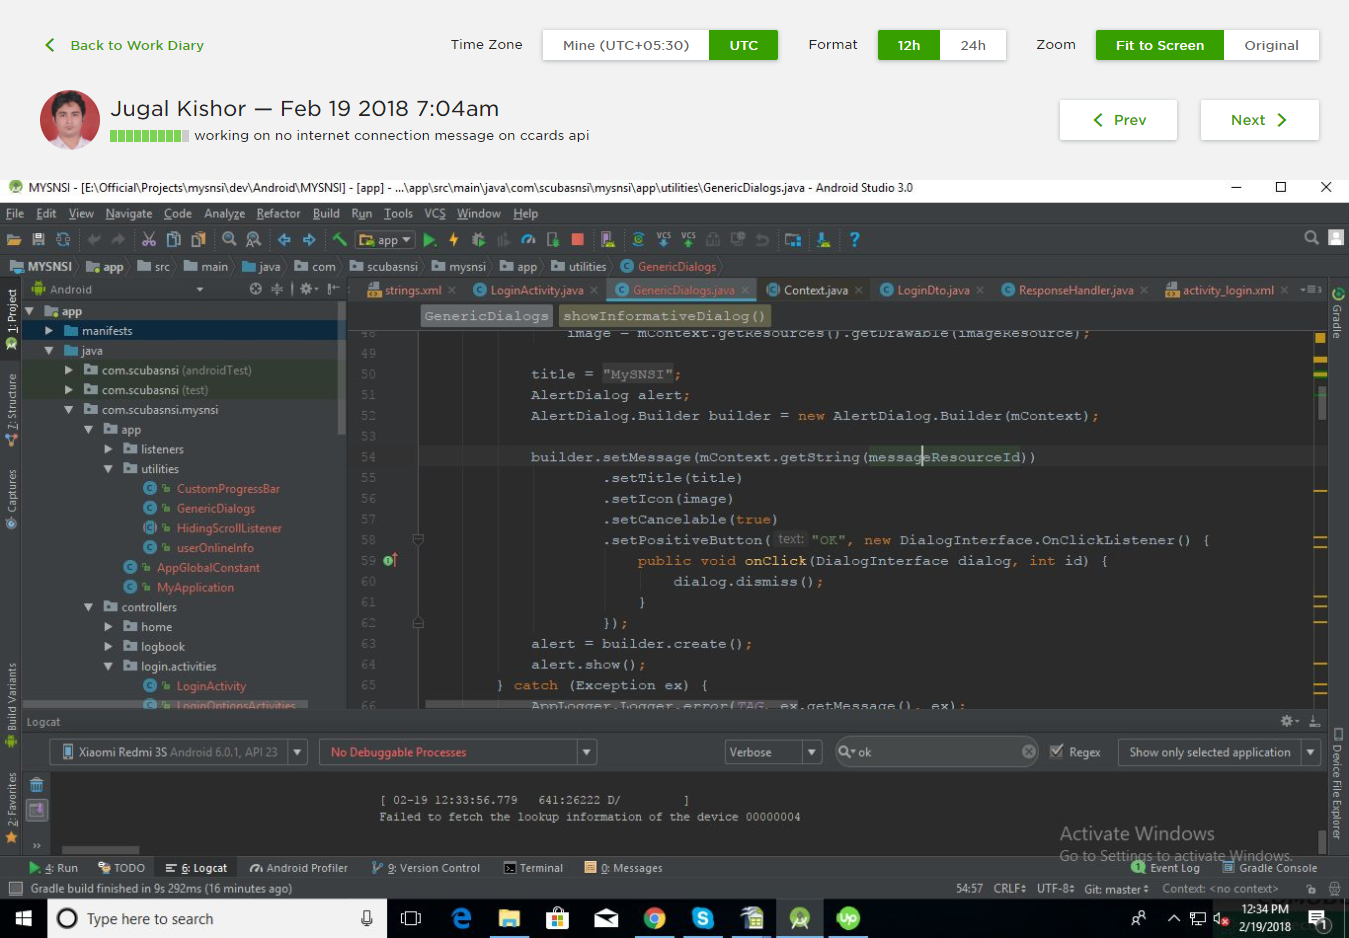 Back to Work Diary
Time Zone Mine (UTC+05:30) UTC Format 12h 24h Zoom Fit to Screen Original
Jugal Kishor — Feb 19 2018 7:04am
working on no internet connection message on ccards api
Prev Next
MYSNSI - [E:\Official\Projects\mysnsi\dev\Android\MYSNSI] - [app] - ...\app\src\main\java\com\scubasnsi\mysnsi\app\utilities\GenericDialogs.java - Android Studio 3.0
File Edit View Navigate Code Analyze Refactor Build Run Tools VCS Window Help
app
MYSNSI app src main java com scubasnsi mysnsi app utilities GenericDialogs
Android
strings.xml LoginActivity.java GenericDialogs.java Context.java LoginDto.java ResponseHandler.java activity_login.xml
1: Project
7: Structure
Captures
Build Variants
2: Favorites
app
manifests
java
com.scubasnsi (androidTest)
com.scubasnsi (test)
com.scubasnsi.mysnsi
app
listeners
utilities
CustomProgressBar
GenericDialogs
HidingScrollListener
userOnlineInfo
AppGlobalConstant
MyApplication
controllers
home
logbook
login.activities
LoginActivity
LoginOptionsActivities
GenericDialogs showInformativeDialog()
48 image = mContext.getResources().getDrawable(imageResource);
49
50 title = "MySNSI";
51 AlertDialog alert;
52 AlertDialog.Builder builder = new AlertDialog.Builder(mContext);
53
54 builder.setMessage(mContext.getString(messageResourceId))
55 .setTitle(title)
56 .setIcon(image)
57 .setCancelable(true)
58 .setPositiveButton( text: "OK", new DialogInterface.OnClickListener() {
59 public void onClick(DialogInterface dialog, int id) {
60 dialog.dismiss();
61 }
62 });
63 alert = builder.create();
64 alert.show();
65 } catch (Exception ex) {
66 AppLogger.Logger.error(TAG, ex.getMessage(), ex);
Gradle
Device File Explorer
Logcat
Xiaomi Redmi 3S Android 6.0.1, API 23 No Debuggable Processes Verbose ok Regex Show only selected application
[ 02-19 12:33:56.779 641:26222 D/ ]
Failed to fetch the lookup information of the device 00000004
Activate Windows
Go to Settings to activate Windows.
4: Run TODO 6: Logcat Android Profiler 9: Version Control Terminal 0: Messages 1 Event Log Gradle Console
Gradle build finished in 9s 292ms (16 minutes ago) 54:57 CRLF UTF-8 Git: master Context: <no context>
Type here to search
12:34 PM
2/19/2018
1